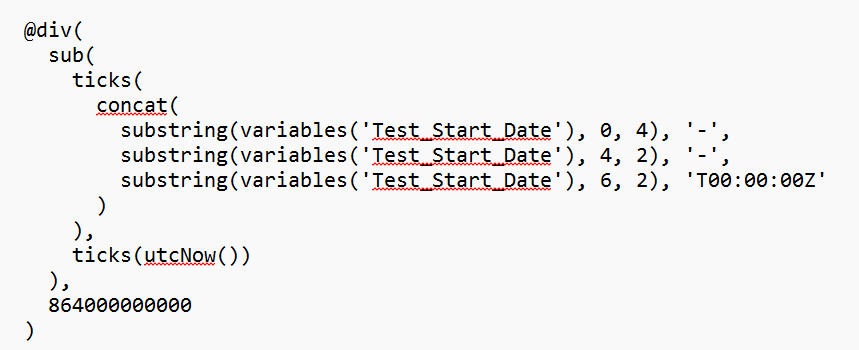 @div(
sub(
ticks(
concat(
substring(variables('Test_Start_Date'), 0, 4), '-',
substring(variables('Test_Start_Date'), 4, 2), '-',
substring(variables('Test_Start_Date'), 6, 2), 'T00:00:00Z'
)
),
ticks(utcNow())
),
864000000000
)